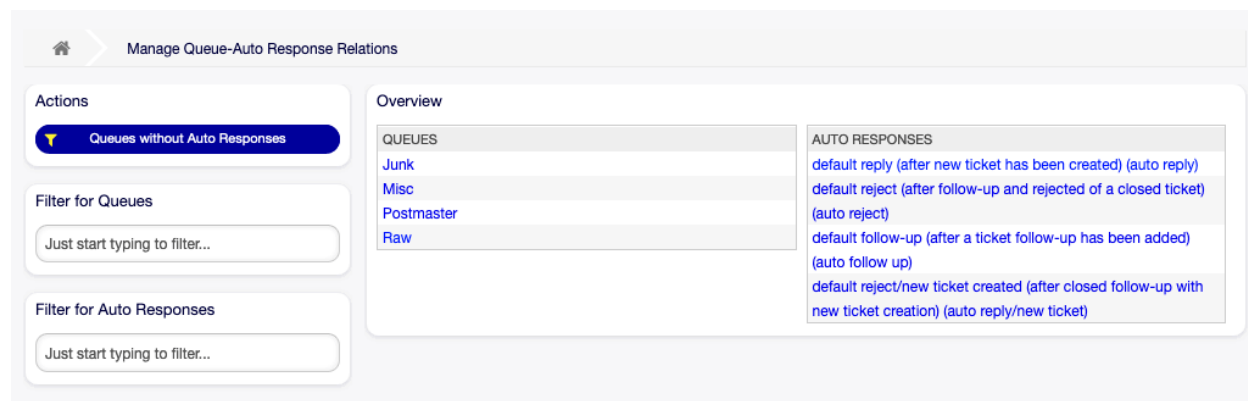 Manage Queue-Auto Response Relations
Actions
Queues without Auto Responses
Filter for Queues
Just start typing to filter...
Filter for Auto Responses
Just start typing to filter...
Overview
QUEUES
Junk
Misc
Postmaster
Raw
AUTO RESPONSES
default reply (after new ticket has been created) (auto reply)
default reject (after follow-up and rejected of a closed ticket)
(auto reject)
default follow-up (after a ticket follow-up has been added)
(auto follow up)
default reject/new ticket created (after closed follow-up with
new ticket creation) (auto reply/new ticket)